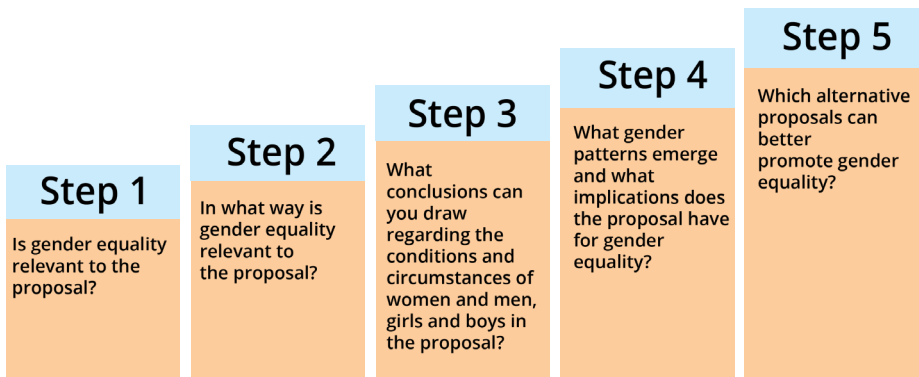 Step 1
Is gender equality
relevant to the
proposal?
Step 2
In what way is
gender equality
relevant to
the proposal?
Step 3
What
conclusions can
you draw
regarding the
conditions and
circumstances of
women and men,
girls and boys in
the proposal?
Step 4
What gender
patterns emerge
and what
implications does
the proposal have
for gender
equality?
Step 5
Which alternative
proposals can
better
promote gender
equality?